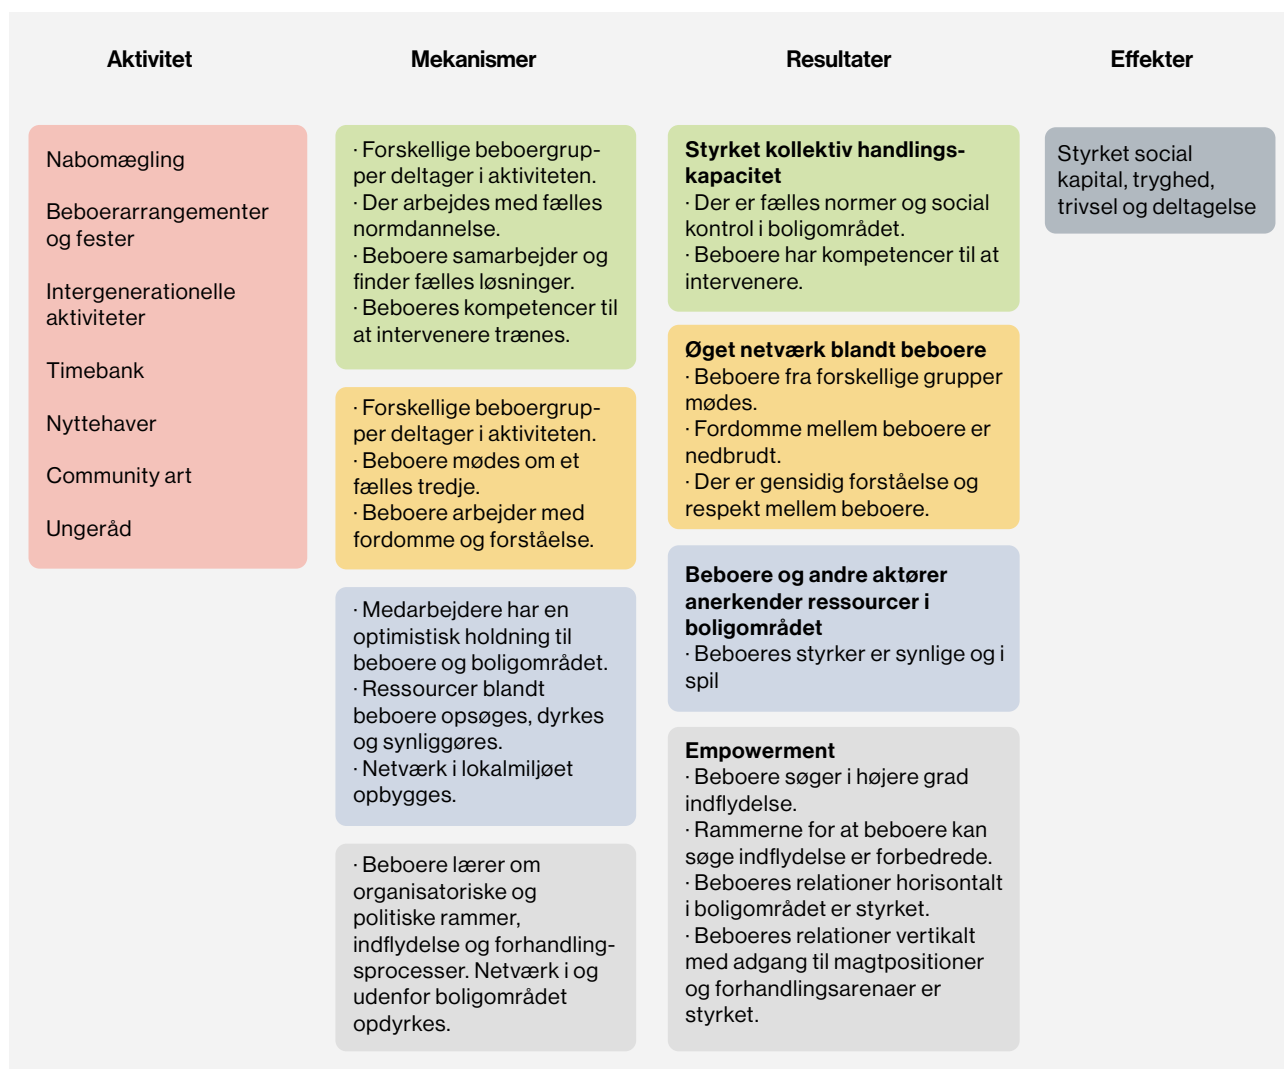 Aktivitet
Mekanismer
Resultater
Effekter
Nabomægling
Beboerarrangementer
og fester
Intergenerationelle
aktiviteter
Timebank
Nyttehaver
Community art
Ungeråd
· Forskellige beboergrup-
per deltager i aktiviteten.
· Der arbejdes med fælles
normdannelse.
· Beboere samarbejder og
finder fælles løsninger.
· Beboeres kompetencer til
at intervenere trænes.
· Forskellige beboergrup-
per deltager i aktiviteten.
· Beboere mødes om et
fælles tredje.
· Beboere arbejder med
fordomme og forståelse.
· Medarbejdere har en
optimistisk holdning til
beboere og boligområdet.
· Ressourcer blandt
beboere opsøges, dyrkes
og synliggøres.
· Netværk i lokalmiljøet
opbygges.
· Beboere lærer om
organisatoriske og
politiske rammer,
indflydelse og forhandling-
sprocesser. Netværk i og
udenfor boligområdet
opdyrkes.
Styrket kollektiv handlings-
kapacitet
· Der er fælles normer og social
kontrol i boligområdet.
· Beboere har kompetencer til at
intervenere.
Øget netværk blandt beboere
· Beboere fra forskellige grupper
mødes.
· Fordomme mellem beboere er
nedbrudt.
· Der er gensidig forståelse og
respekt mellem beboere.
Beboere og andre aktører
anerkender ressourcer i
boligområdet
· Beboeres styrker er synlige og i
spil
Empowerment
· Beboere søger i højere grad
indflydelse.
· Rammerne for at beboere kan
søge indflydelse er forbedrede.
· Beboeres relationer horisontalt
i boligområdet er styrket.
· Beboeres relationer vertikalt
med adgang til magtpositioner
og forhandlingsarenaer er
styrket.
Styrket social
kapital, tryghed,
trivsel og deltagelse